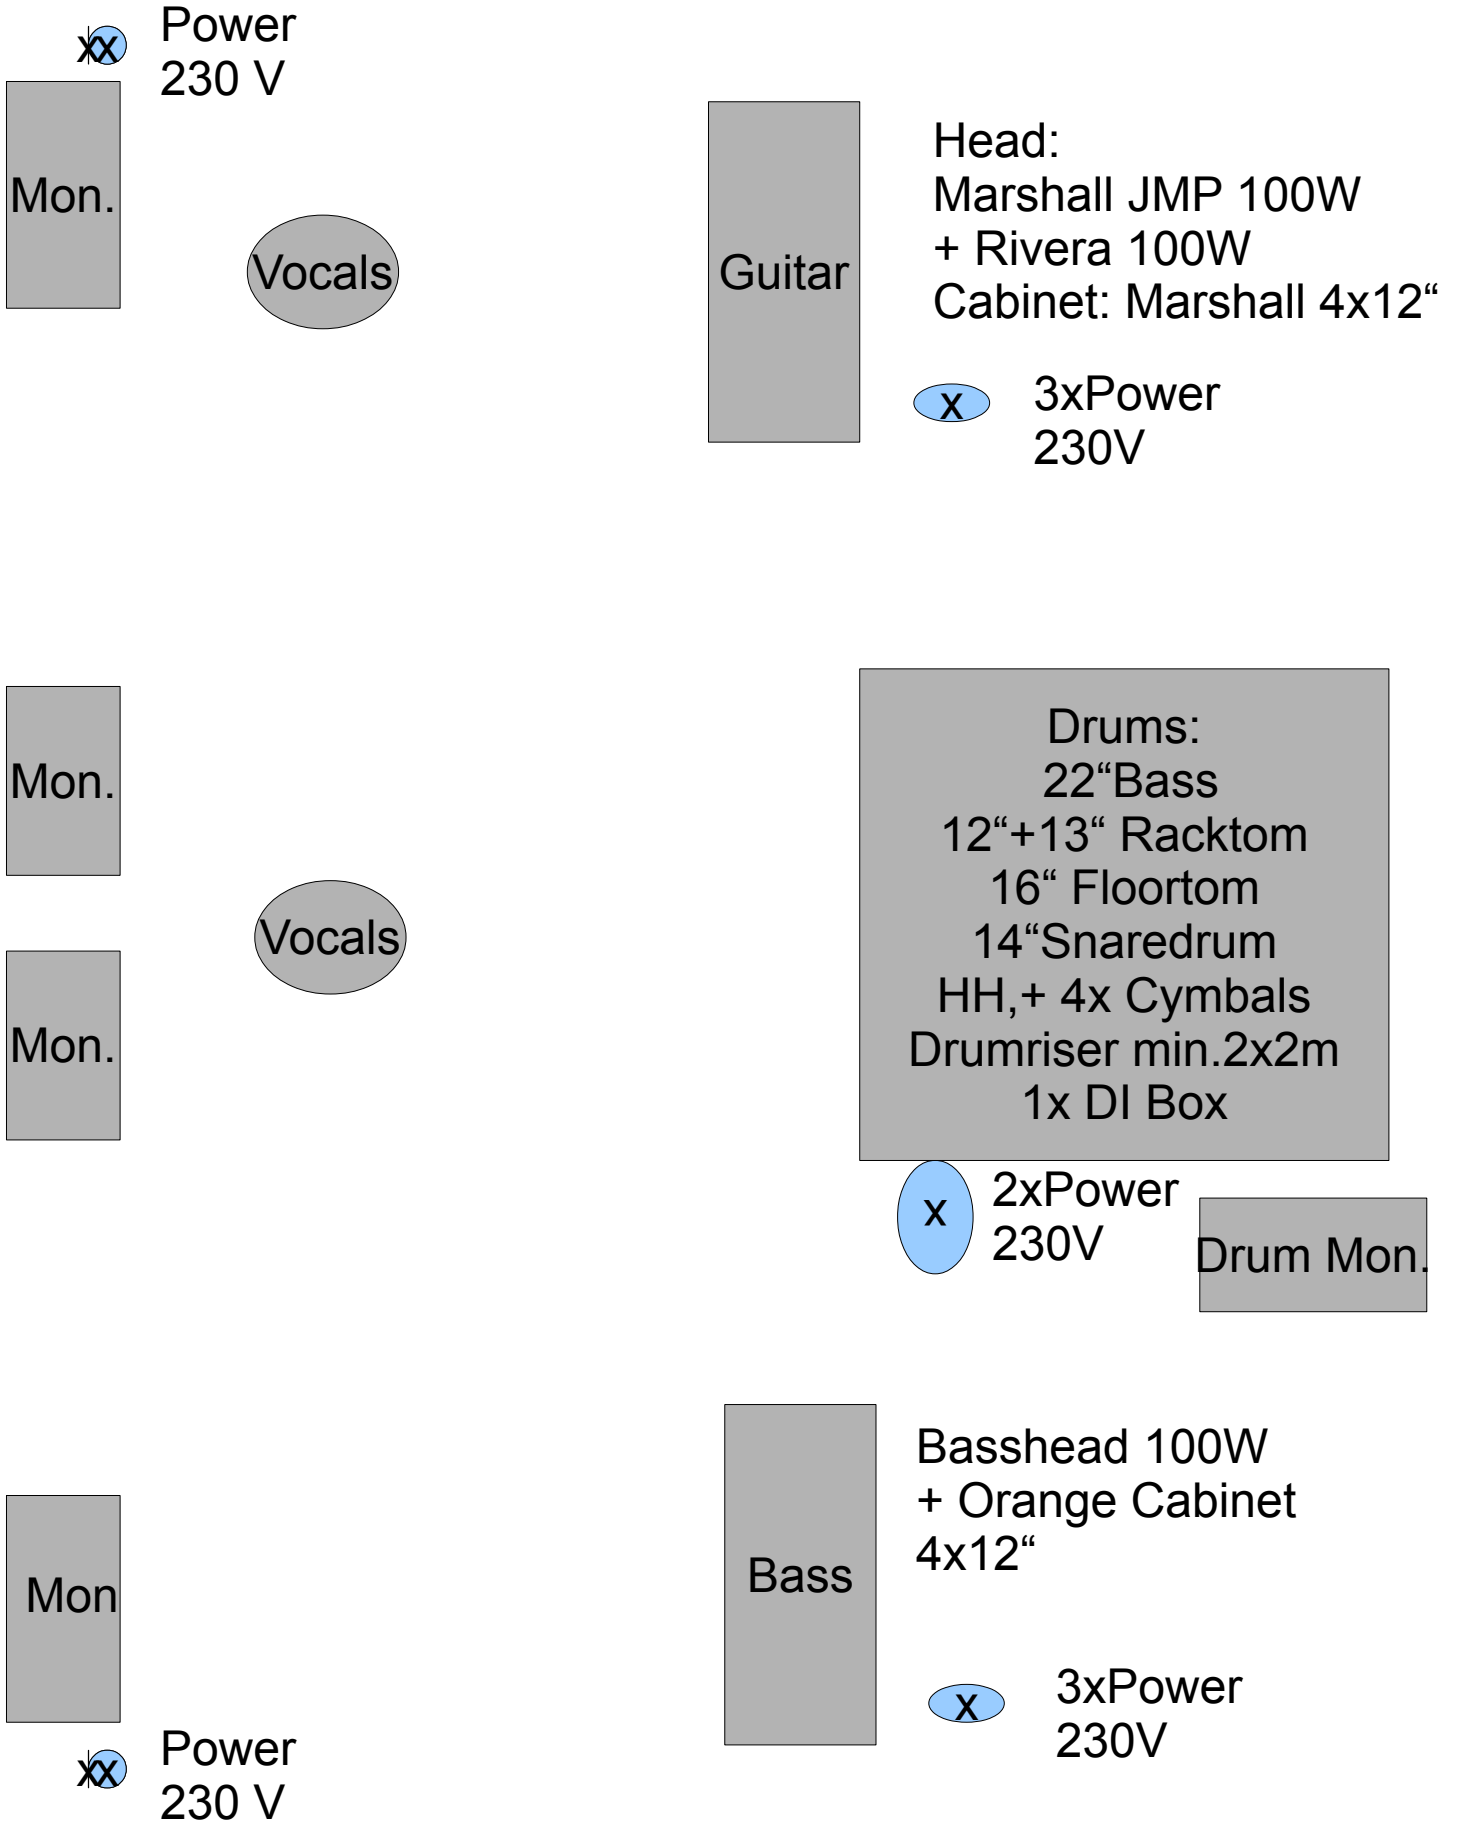 xx
Power
230 V
Mon.
Vocals
Guitar
Head:
Marshall JMP 100W
+ Rivera 100W
Cabinet: Marshall 4x12“
x
3xPower
230V
Mon.
Mon.
Vocals
Drums:
22“Bass
12“+13“ Racktom
16“ Floortom
14“Snaredrum
HH,+ 4x Cymbals
Drumriser min.2x2m
1x DI Box
x
2xPower
230V
Drum Mon.
Mon
Bass
Basshead 100W
+ Orange Cabinet
4x12“
x
3xPower
230V
xx
Power
230 V